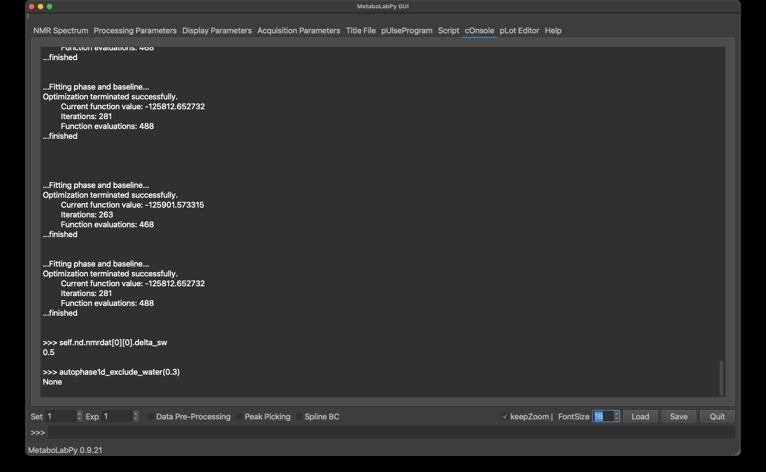 MetaboLabPy GUI
NMR Spectrum Processing Parameters Display Parameters Acquisition Parameters Title File pUlseProgram Script cOnsole pLot Editor Help
Function evaluations: 468
...finished
...Fitting phase and baseline...
Optimization terminated successfully.
Current function value: -125812.652732
Iterations: 281
Function evaluations: 488
...finished
...Fitting phase and baseline...
Optimization terminated successfully.
Current function value: -125901.573315
Iterations: 263
Function evaluations: 468
...finished
...Fitting phase and baseline...
Optimization terminated successfully.
Current function value: -125812.652732
Iterations: 281
Function evaluations: 488
...finished
>>> self.nd.nmrdat[0][0].delta_sw
0.5
>>> autophase1d_exclude_water(0.3)
None
Set 1 Exp 1 Data Pre-Processing Peak Picking Spline BC keepZoom | FontSize 18 Load Save Quit
>>>
MetaboLabPy 0.9.21